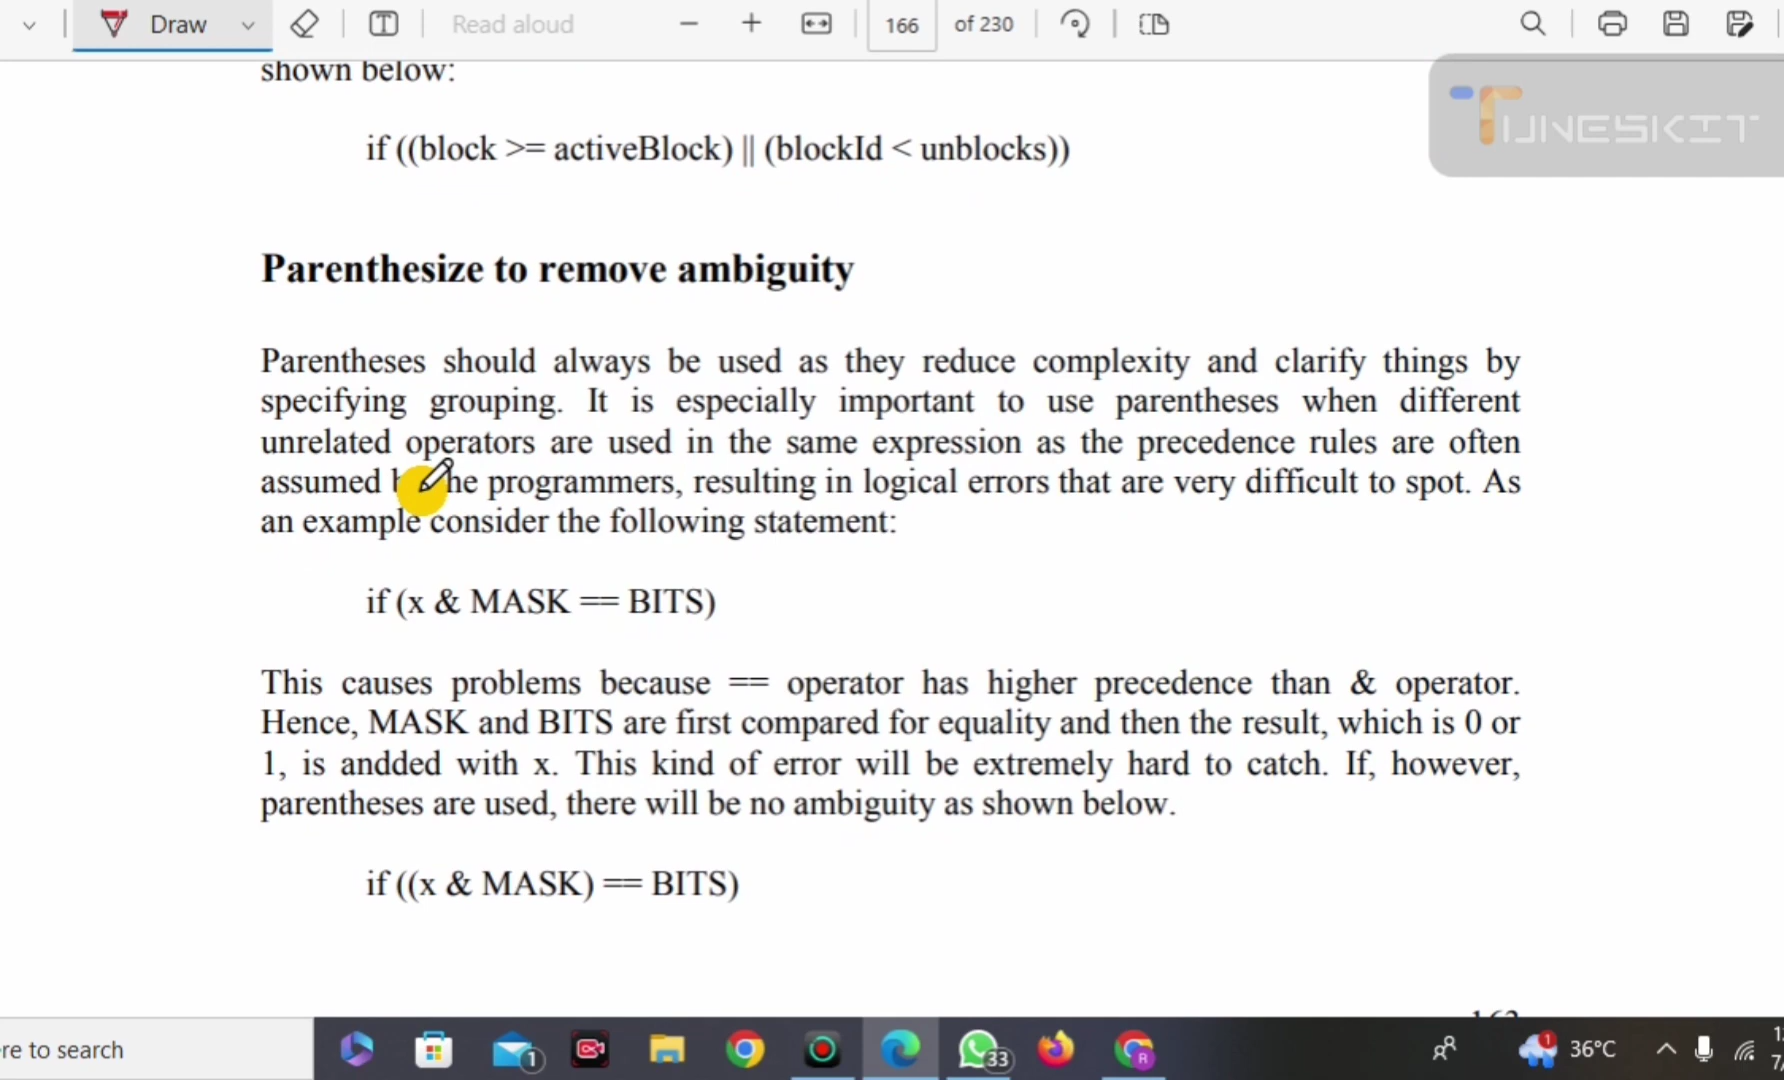 Draw
Read aloud
166
of 230
TUNESKIT
shown below:
if ((block >= activeBlock) || (blockId < unblocks))
Parenthesize to remove ambiguity
Parentheses should always be used as they reduce complexity and clarify things by
specifying grouping. It is especially important to use parentheses when different
unrelated operators are used in the same expression as the precedence rules are often
assumed programmers, resulting in logical errors that are very difficult to spot. As
an example consider the following statement:
if (x & MASK == BITS)
This causes problems because == operator has higher precedence than & operator.
Hence, MASK and BITS are first compared for equality and then the result, which is 0 or
1, is andded with x. This kind of error will be extremely hard to catch. If, however,
parentheses are used, there will be no ambiguity as shown below.
if ((x & MASK) == BITS)
re to search
1
33
R
1
36°C